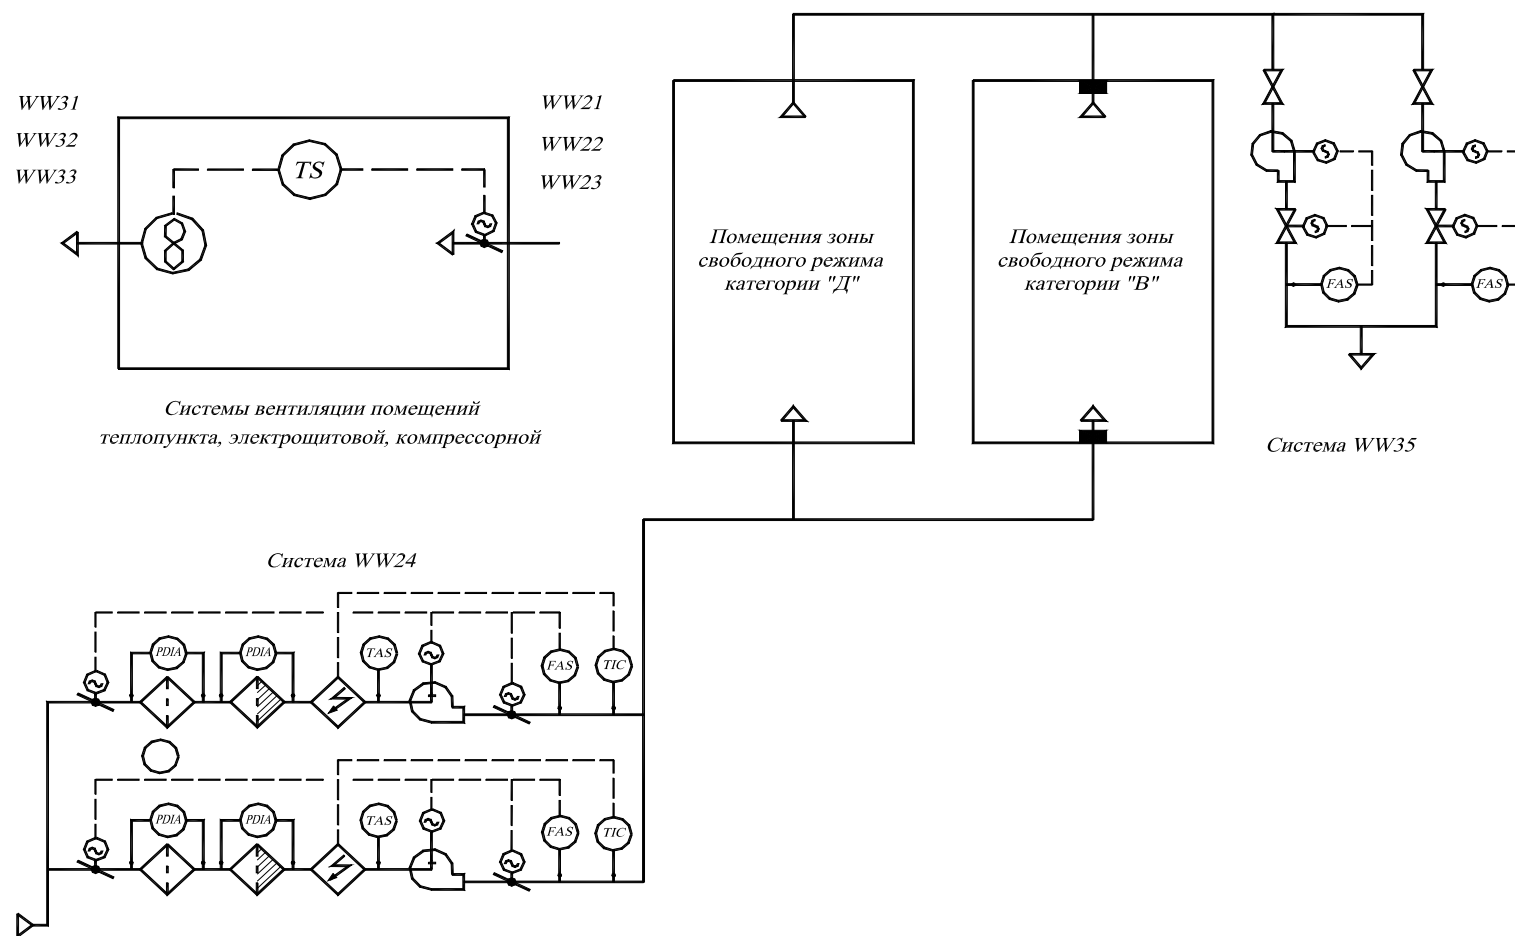 WW31
WW32
WW33
TS
WW21
WW22
WW23
Системы вентиляции помещений
теплопункта, электрощитовой, компрессорной
Помещения зоны
свободного режима
категории "Д"
Помещения зоны
свободного режима
категории "В"
FAS
FAS
Система WW35
Система WW24
PDIA
PDIA
TAS
FAS
TIC
PDIA
PDIA
TAS
FAS
TIC